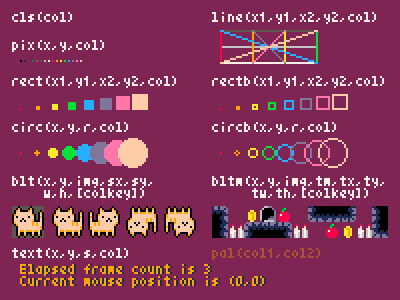 cls(col)
line(x1,y1,x2,y2,col)
pix(x,y,col)
rect(x1,y1,x2,y2,col)
rectb(x1,y1,x2,y2,col)
circ(x,y,r,col)
circb(x,y,r,col)
blt(x,y,img,sx,sy,
w,h,[colkey])
bltm(x,y,img,tx,ty,
tw,th,[colkey])
text(x,y,s,col)
pal(col1,col2)
Elapsed frame count is 3
Current mouse position is (0,0)